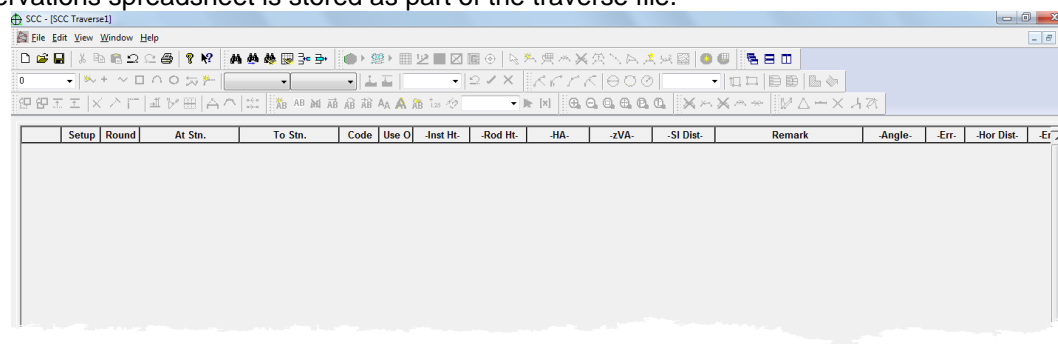 ervations spreadsheet is stored as part of the traverse file.
SCC - [SCC Traverse1]
File Edit View Window Help
0
Setup Round At Stn. To Stn. Code Use O -Inst Ht- -Rod Ht- -HA- -zVA- -Sl Dist- Remark -Angle- -Err- -Hor Dist- -Er